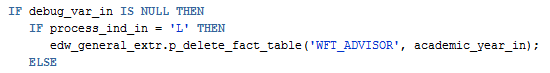 IF debug_var_in IS NULL THEN
IF process_ind_in = 'L' THEN
edw_general_extr.p_delete_fact_table('WFT_ADVISOR', academic_year_in);
ELSE